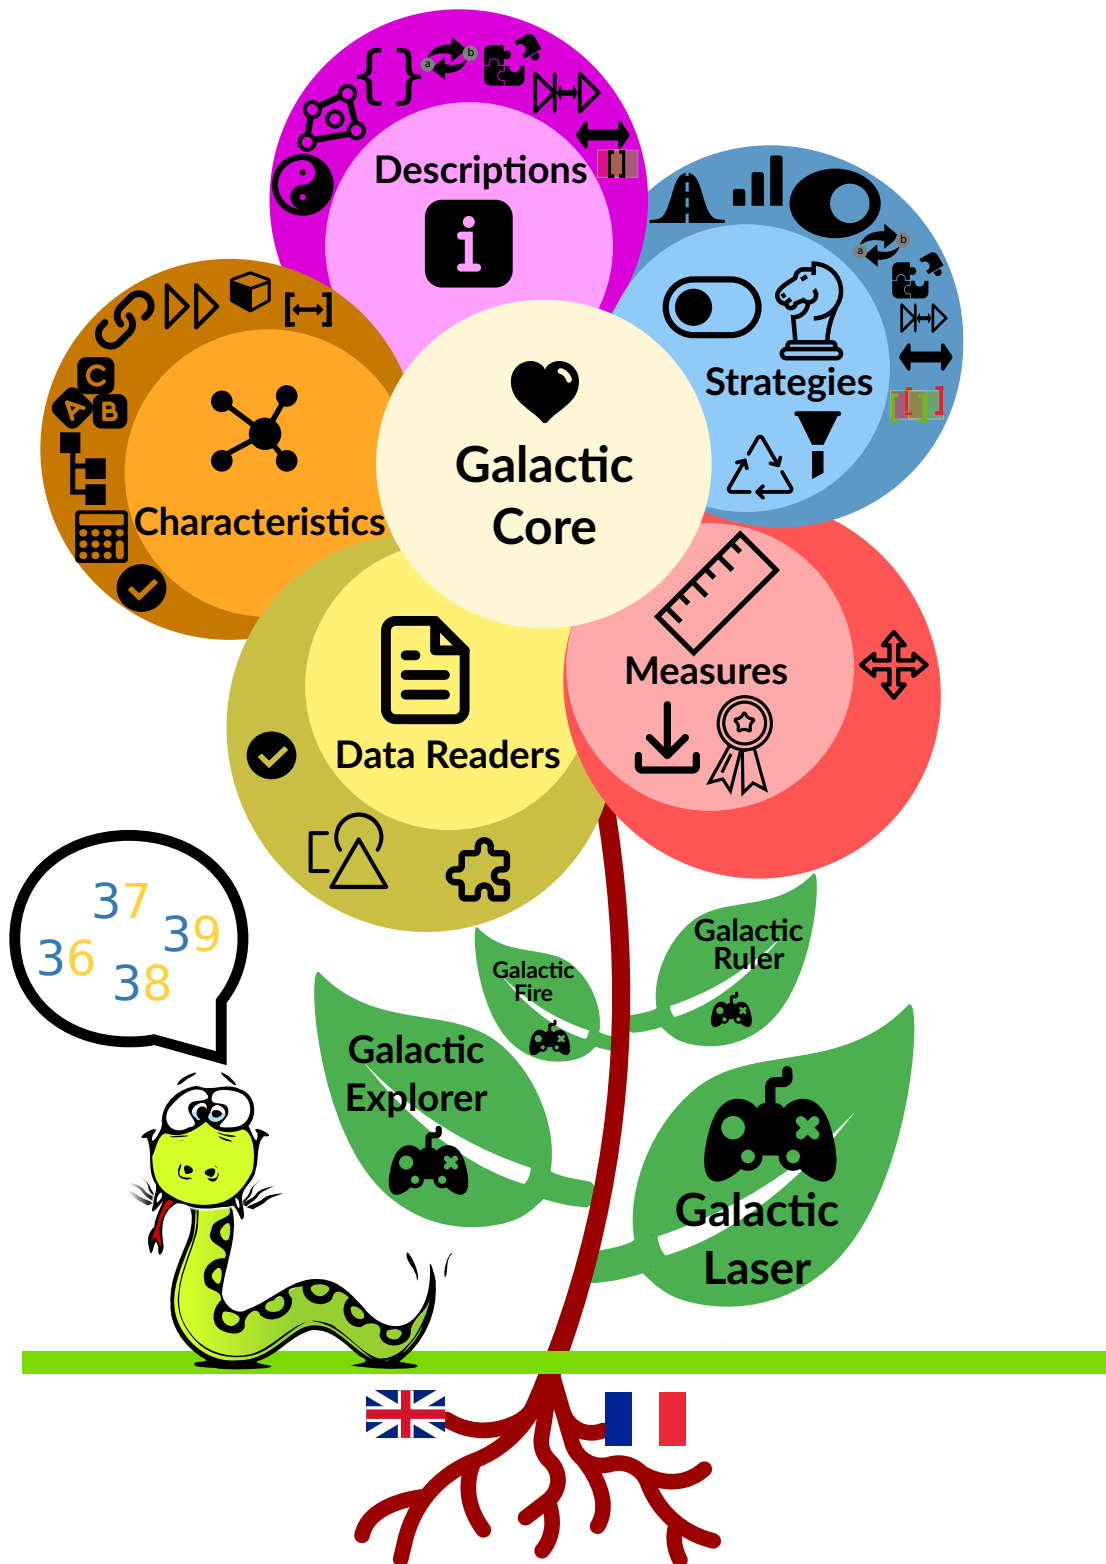 { }
a
b
Descriptions
i
a
b
Strategies
C
A
B
Characteristics
Galactic
Core
Measures
Data Readers
37
39
36
38
Galactic
Ruler
Galactic
Fire
Galactic
Explorer
Galactic
Laser